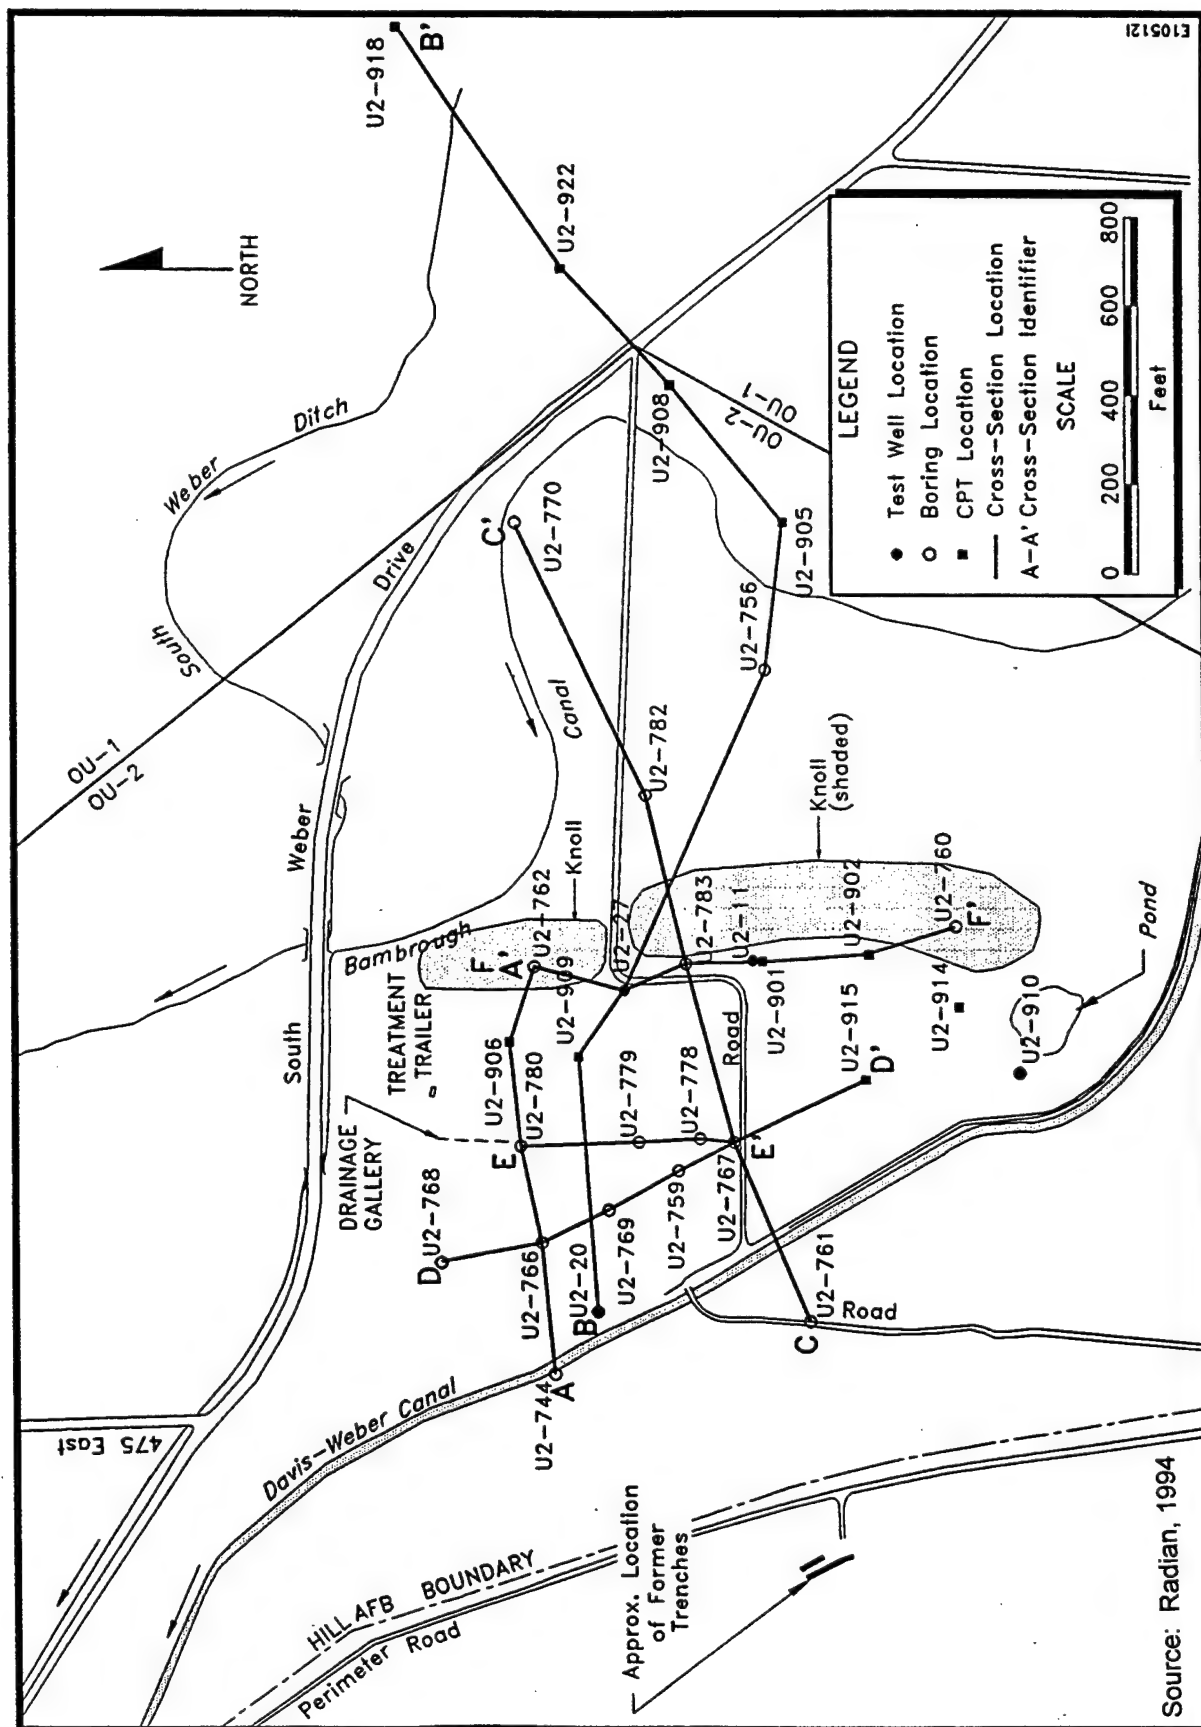 E105121
U2-918
B'
NORTH
U2-922
Weber
Ditch
South
OU-1
OU-2
Drive
C'
U2-770
U2-908
OU-2
OU-1
U2-905
U2-756
Canal
U2-782
Weber
Bambrough
South
TREATMENT
TRAILER
DRAINAGE
GALLERY
F
A'
U2-762
Knoll
U2-27
U2-909
U2-906
U2-780
E
U2-779
U2-778
Road
U2-783
U2-11
U2-901
U2-902
Knoll
(shaded)
U2-760
F'
U2-914
U2-915
D'
U2-910
Pond
D
U2-768
U2-766
U2-769
U2-759
U2-767
E'
B
U2-20
U2-761
C
Road
U2-744
A
475 East
Davis-Weber Canal
HILL AFB BOUNDARY
Perimeter Road
Approx. Location
of Former
Trenches
LEGEND
Test Well Location
Boring Location
CPT Location
Cross-Section Location
A-A' Cross-Section Identifier
SCALE
0 200 400 600 800
Feet
Source: Radian, 1994